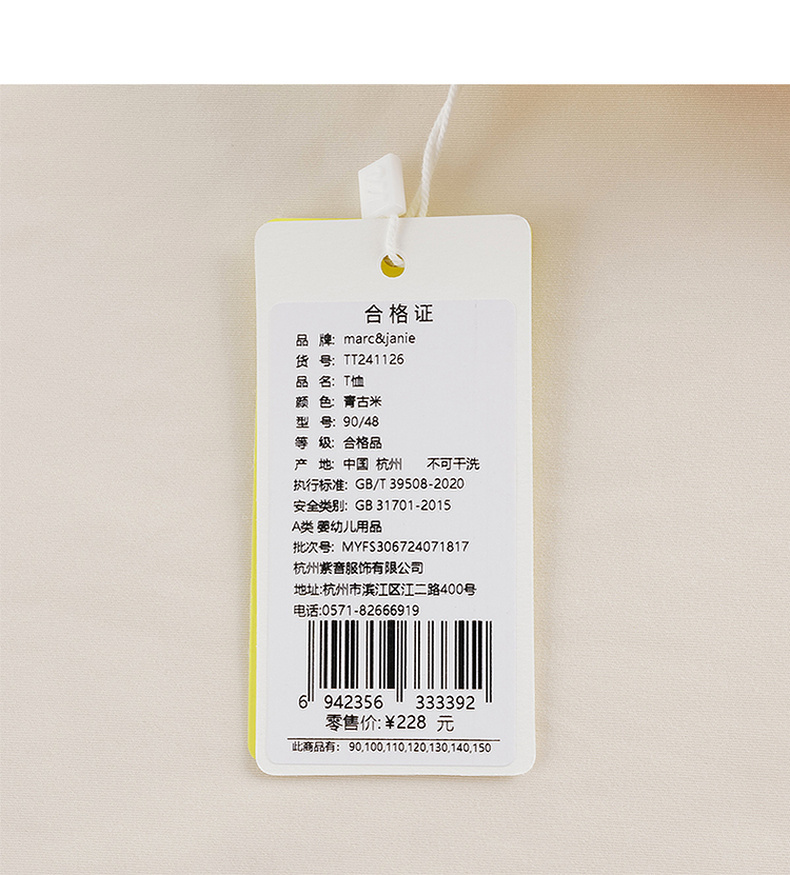 合格证
品 牌: marc&janie
货 号: TT241126
品 名: T恤
颜 色: 膏古米
型 号: 90/48
等 级: 合格品
产 地: 中国 杭州 不可干洗
执行标准: GB/T 39508-2020
安全类别: GB 31701-2015
A类 婴幼儿用品
批次号: MYFS306724071817
杭州紫音服饰有限公司
地址:杭州市滨江区江二路400号
电话:0571-82666919
6 942356 333392
零售价:¥228 元
此商品有: 90,100,110,120,130,140,150